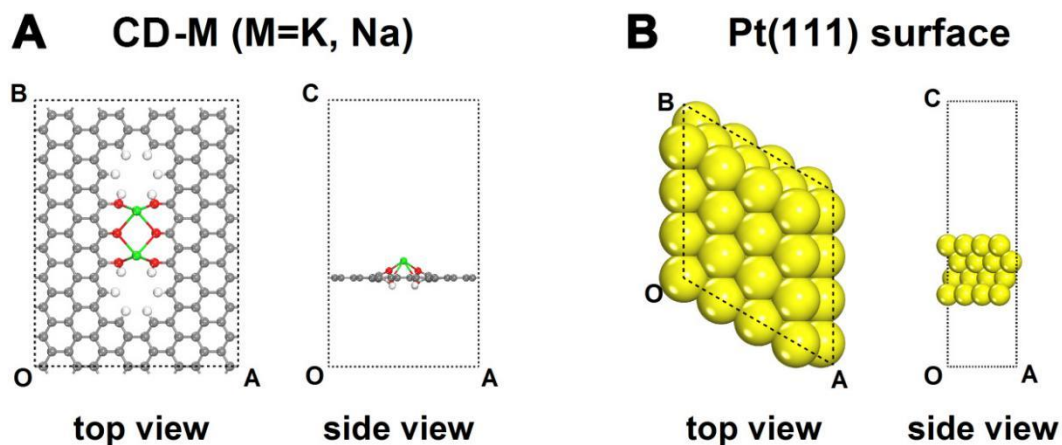 A CD-M (M=K, Na)
B
O
A
top view
C
O
A
side view
B Pt(111) surface
B
O
A
top view
C
O
A
side view